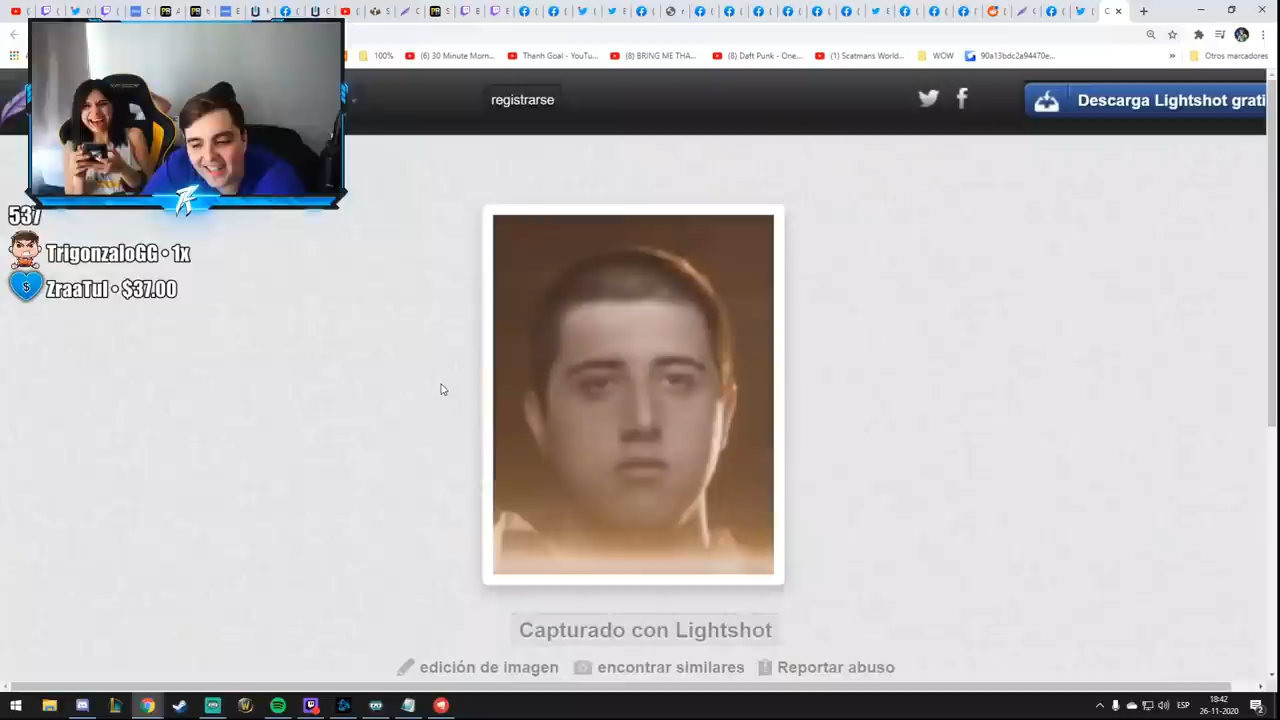 100%
(6) 30 Minute Morn...
Thanh Goal - YouTu...
(8) BRING ME THA...
(8) Daft Punk - One...
(1) Scatmans World...
WOW
90a13bdc2a94470e...
»
Otros marcadores
registrarse
Descarga Lightshot grati
537
TrigonzaloGG • 1x
ZraaTul • $37.00
Capturado con Lightshot
edición de imagen
encontrar similares
Reportar abuso
ESP
18:42
26-11-2020